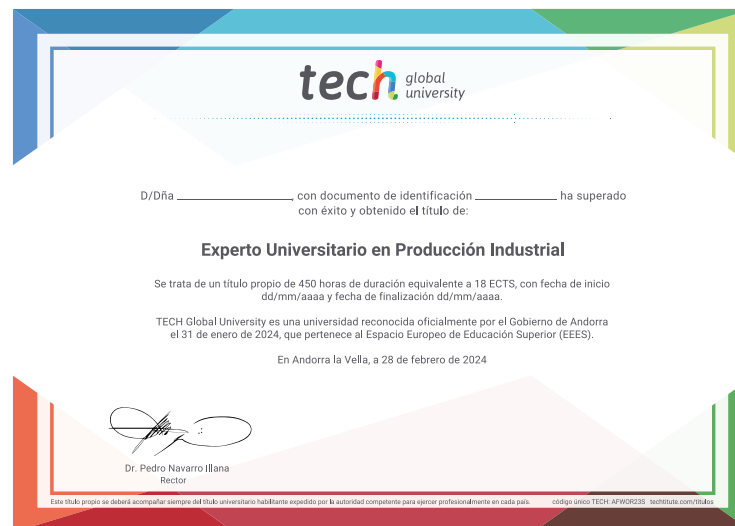 tech global university
D/Dña ____________________, con documento de identificación ______________ ha superado
con éxito y obtenido el título de:
Experto Universitario en Producción Industrial
Se trata de un título propio de 450 horas de duración equivalente a 18 ECTS, con fecha de inicio
dd/mm/aaaa y fecha de finalización dd/mm/aaaa.
TECH Global University es una universidad reconocida oficialmente por el Gobierno de Andorra
el 31 de enero de 2024, que pertenece al Espacio Europeo de Educación Superior (EEES).
En Andorra la Vella, a 28 de febrero de 2024
Dr. Pedro Navarro Illana
Rector
Este título propio se deberá acompañar siempre del título universitario habilitante expedido por la autoridad competente para ejercer profesionalmente en cada país. código único TECH: AFWOR23S techtitute.com/titulos